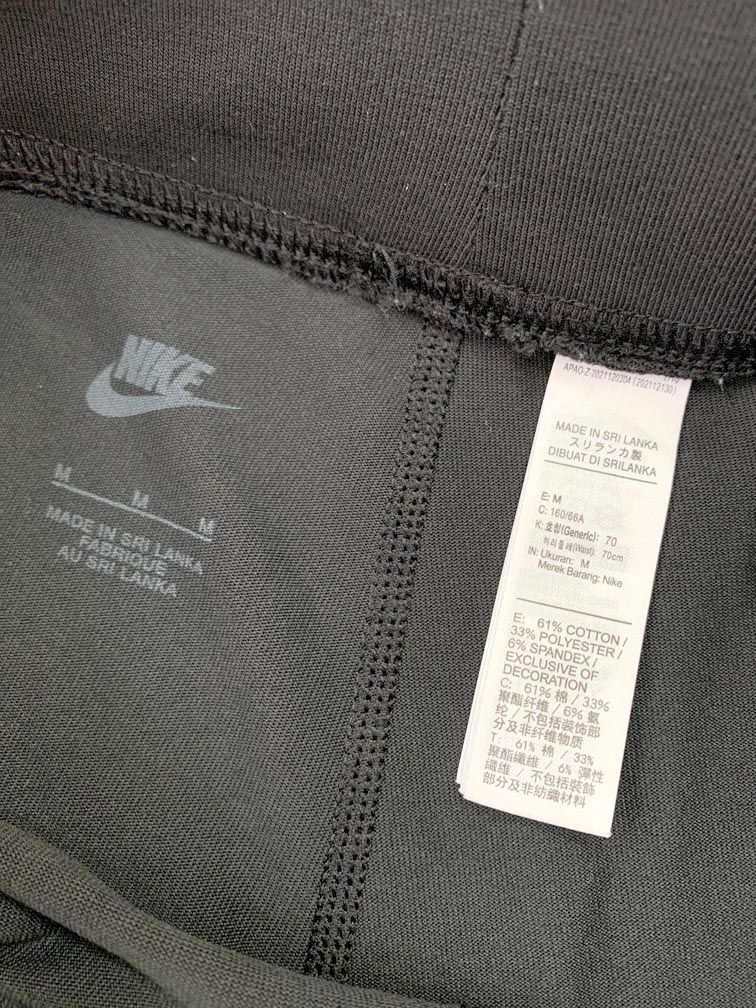 NIKE
M M M
MADE IN SRI LANKA
FABRIQUE
AU SRI LANKA
APAO-Z-2021120304 (202112130)
MADE IN SRI LANKA
スリランカ製
DIBUAT DI SRILANKA
E: M
C: 160/66A
K: 호칭(Generic): 70
허리둘레(Waist): 70cm
IN: Ukuran: M
Merek Barang: Nike
E: 61% COTTON /
33% POLYESTER /
6% SPANDEX /
EXCLUSIVE OF
DECORATION
C: 61% 棉 / 33%
聚酯纤维 / 6% 氨
纶 / 不包括装饰部
分及非纤维物质
T: 61% 棉 / 33%
聚酯纖維 / 6% 彈性
纖維 / 不包括裝飾
部分及非紡織材料